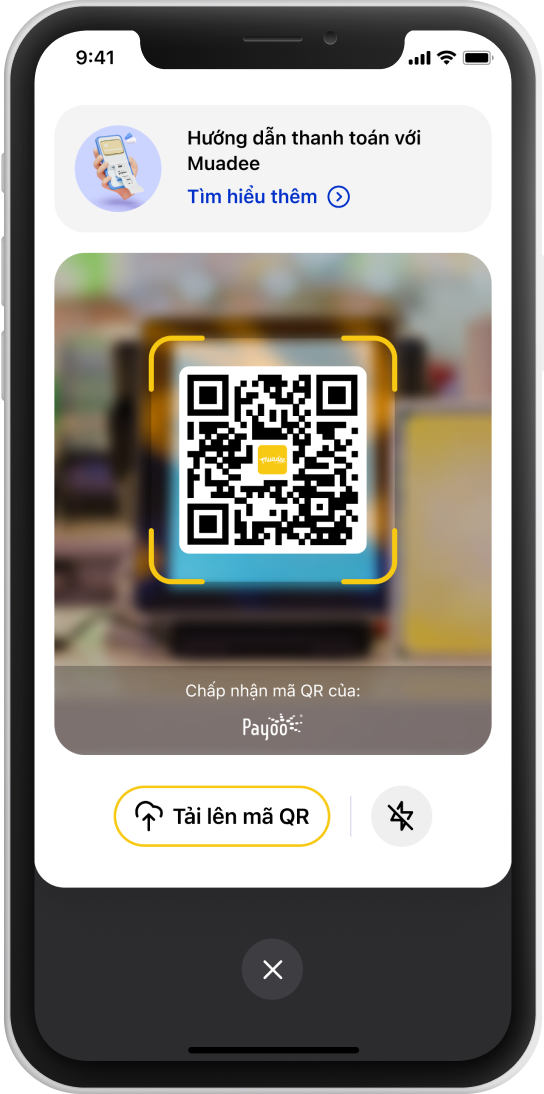 9:41
Hướng dẫn thanh toán với
Muadee
Tìm hiểu thêm
Muadee
Chấp nhận mã QR của:
Payoo
Tải lên mã QR